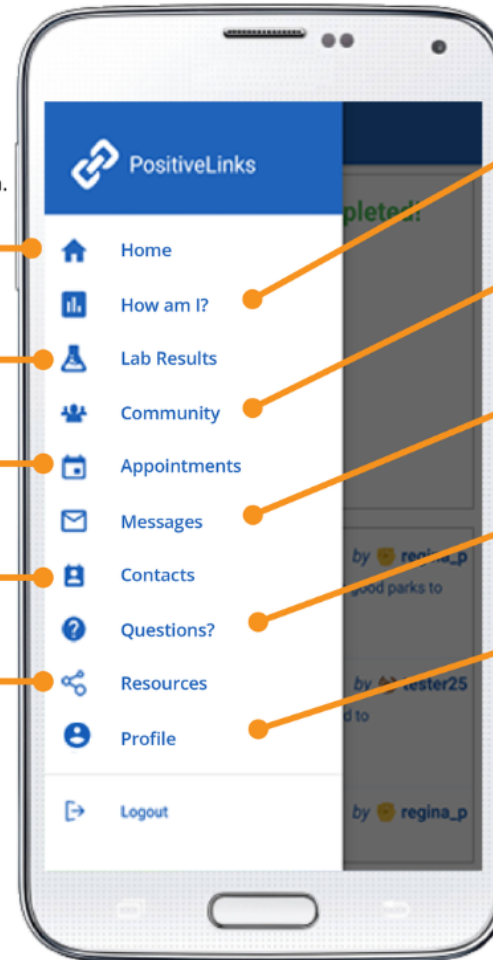 PositiveLinks
pleted!
Home
How am I?
Lab Results
Community
Appointments
Messages
by regina_p
Contacts
good parks to
Questions?
Resources
by tester25
d to
Profile
Logout
by regina_p